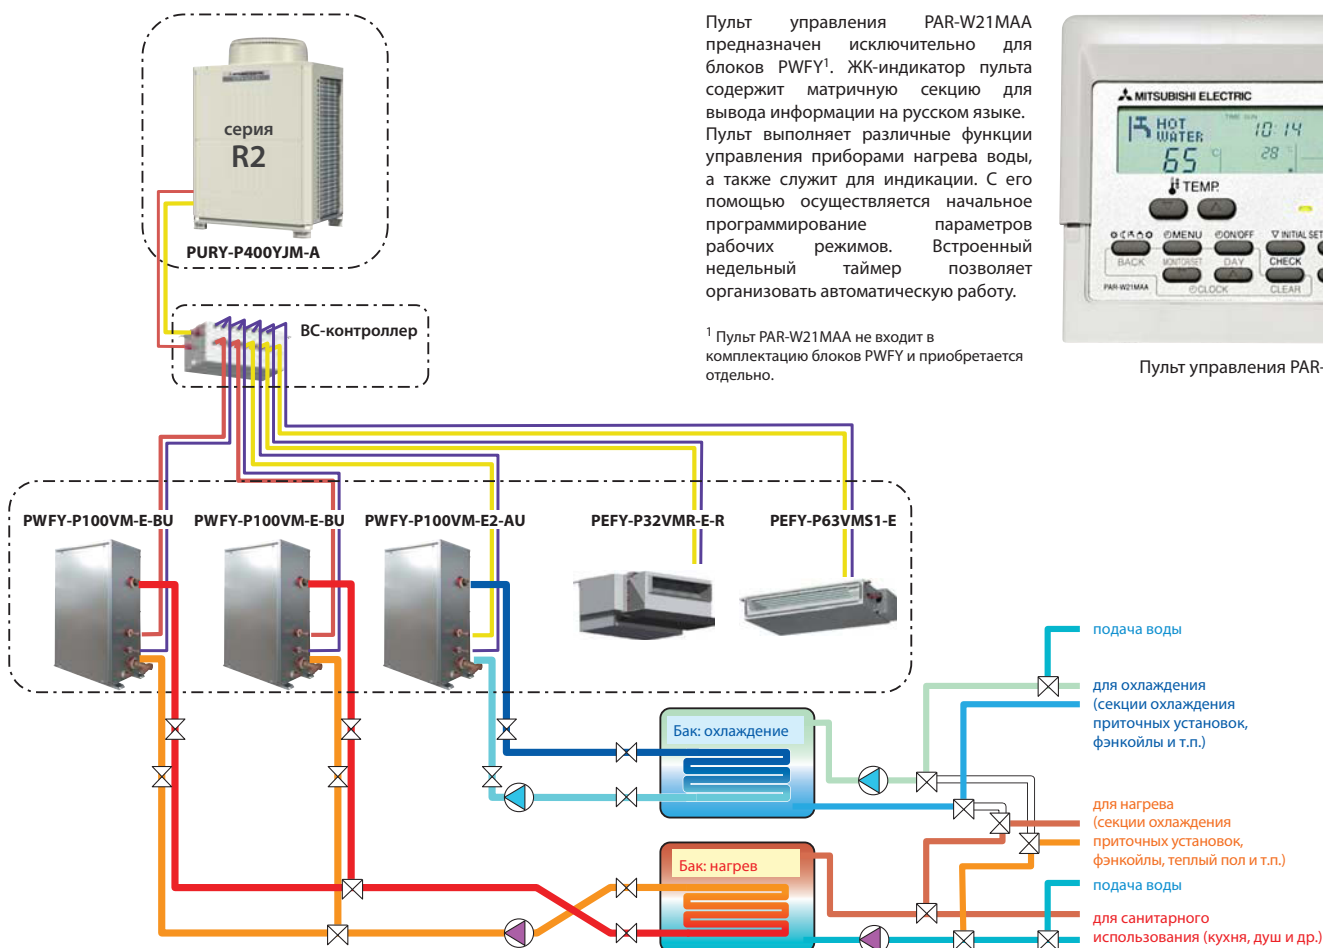 серия
R2
PURY-P400YJM-A
ВС-контроллер
Пульт управления PAR-W21MAA
предназначен исключительно для
блоков PWFY¹. ЖК-индикатор пульта
содержит матричную секцию для
вывода информации на русском языке.
Пульт выполняет различные функции
управления приборами нагрева воды,
а также служит для индикации. С его
помощью осуществляется начальное
программирование параметров
рабочих режимов. Встроенный
недельный таймер позволяет
организовать автоматическую работу.
¹ Пульт PAR-W21MAA не входит в
комплектацию блоков PWFY и приобретается
отдельно.
MITSUBISHI ELECTRIC
HOT
WATER
TIME SUN
10:14
65 °C
28 °C
TEMP.
MENU
ON/OFF
INITIAL SET
BACK
MONITOR/SET
DAY
CHECK
PAR-W21MAA
CLOCK
CLEAR
Пульт управления PAR-
PWFY-P100VM-E-BU
PWFY-P100VM-E-BU
PWFY-P100VM-E2-AU
PEFY-P32VMR-E-R
PEFY-P63VMS1-E
Бак: охлаждение
Бак: нагрев
подача воды
для охлаждения
(секции охлаждения
приточных установок,
фэнкойлы и т.п.)
для нагрева
(секции охлаждения
приточных установок,
фэнкойлы, теплый пол и т.п.)
подача воды
для санитарного
использования (кухня, душ и др.)